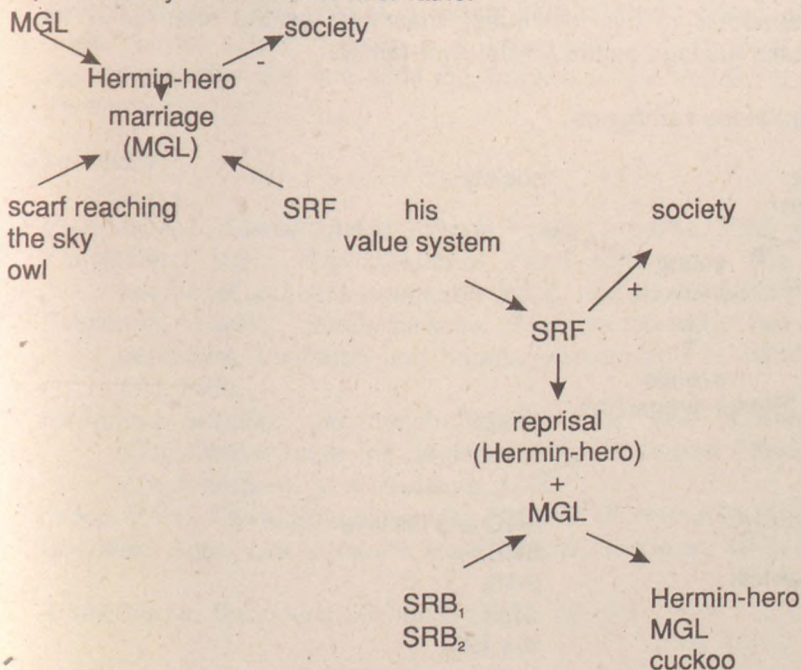 MGL
society
-
Hermin-hero
marriage
(MGL)
scarf reaching
the sky
owl
SRF
his
value system
society
+
SRF
reprisal
(Hermin-hero)
+
MGL
SRB₁
SRB₂
Hermin-hero
MGL
cuckoo